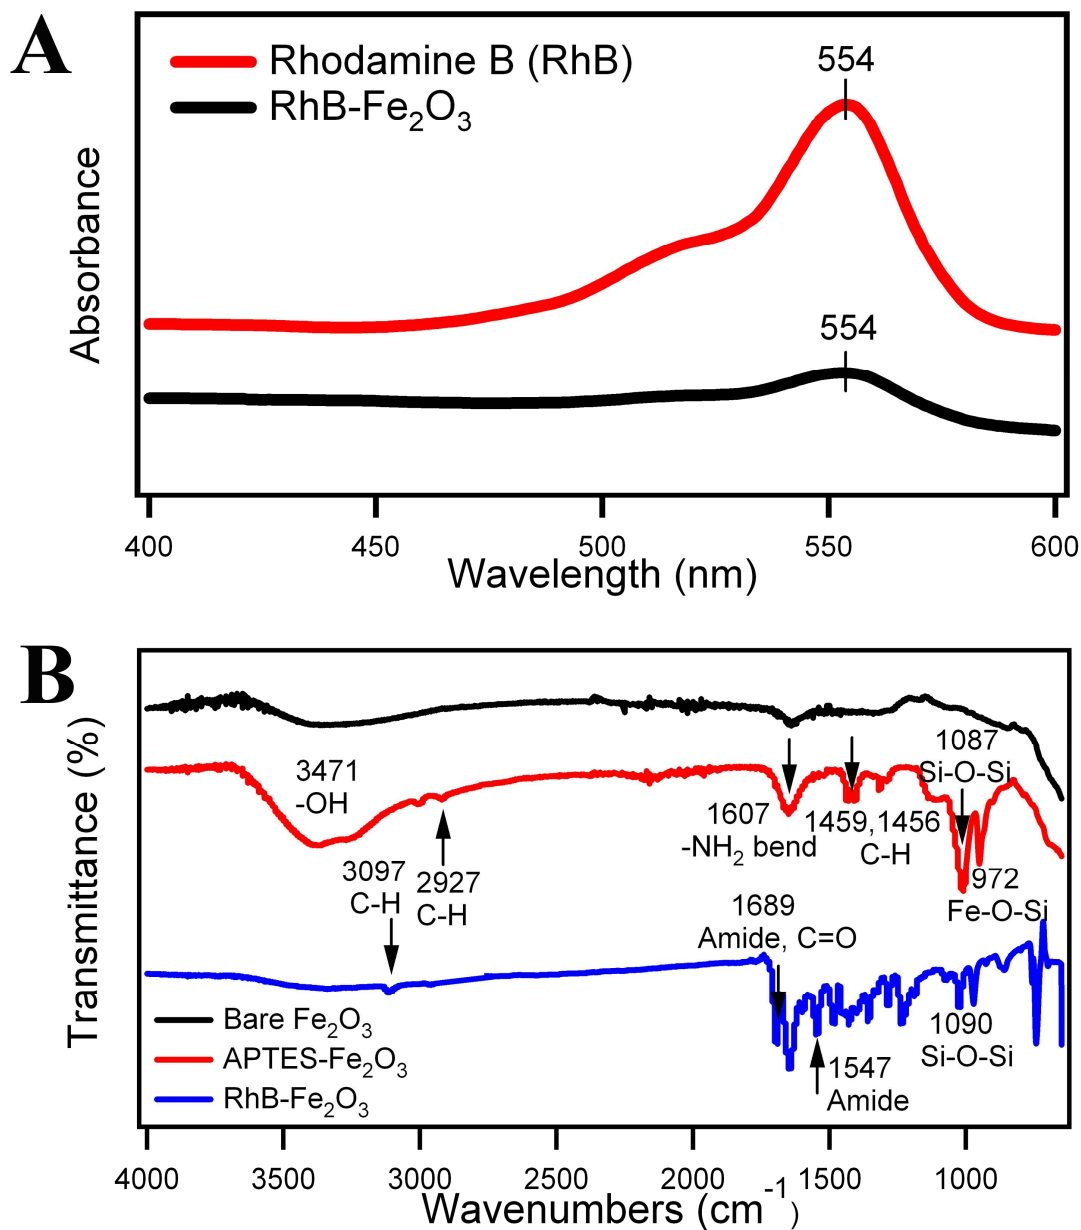 A
Rhodamine B (RhB)
RhB-Fe₂O₃
554
554
Absorbance
400 450 500 550 600
Wavelength (nm)
B
3471
-OH
3097
C-H
2927
C-H
1607
-NH₂ bend
1459,1456
C-H
1087
Si-O-Si
972
Fe-O-Si
1689
Amide, C=O
1547
Amide
1090
Si-O-Si
Bare Fe₂O₃
APTES-Fe₂O₃
RhB-Fe₂O₃
Transmittance (%)
4000 3500 3000 2500 2000 1500 1000
Wavenumbers (cm⁻¹)